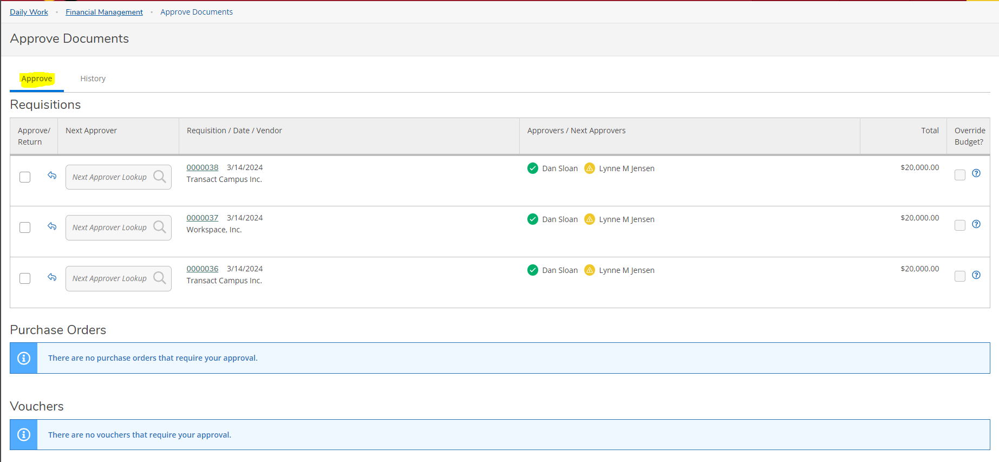 Daily Work • Financial Management • Approve Documents
Approve Documents
Approve History
Requisitions
Approve/ Return Next Approver Requisition / Date / Vendor Approvers / Next Approvers Total Override Budget?
Next Approver Lookup 0000038 3/14/2024 Dan Sloan Lynne M Jensen $20,000.00
Transact Campus Inc.
Next Approver Lookup 0000037 3/14/2024 Dan Sloan Lynne M Jensen $20,000.00
Workspace, Inc.
Next Approver Lookup 0000036 3/14/2024 Dan Sloan Lynne M Jensen $20,000.00
Transact Campus Inc.
Purchase Orders
There are no purchase orders that require your approval.
Vouchers
There are no vouchers that require your approval.